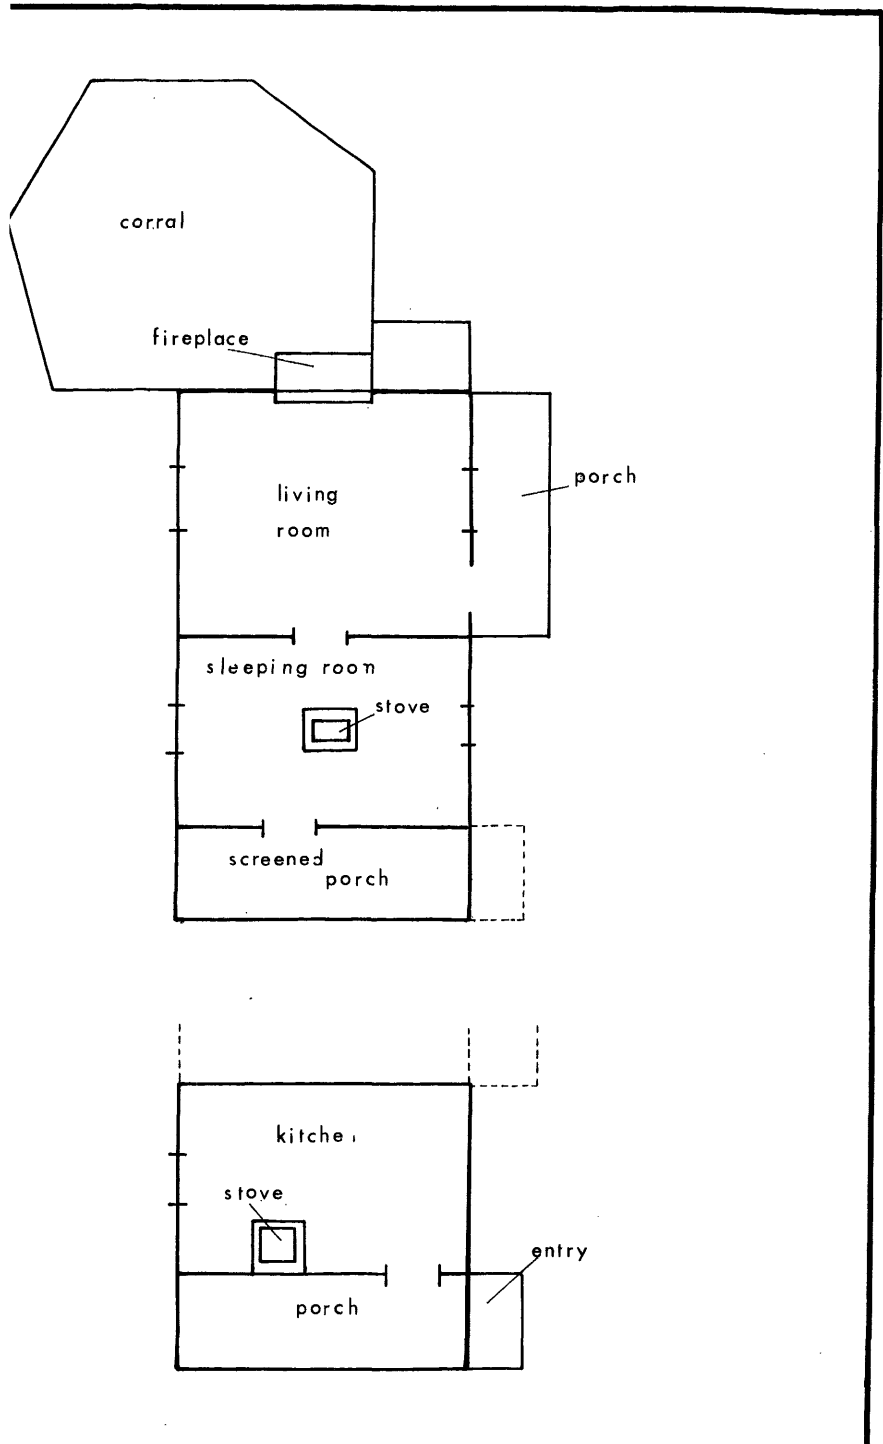 corral
fireplace
living
room
porch
sleeping room
stove
screened
porch
kitchen
stove
entry
porch